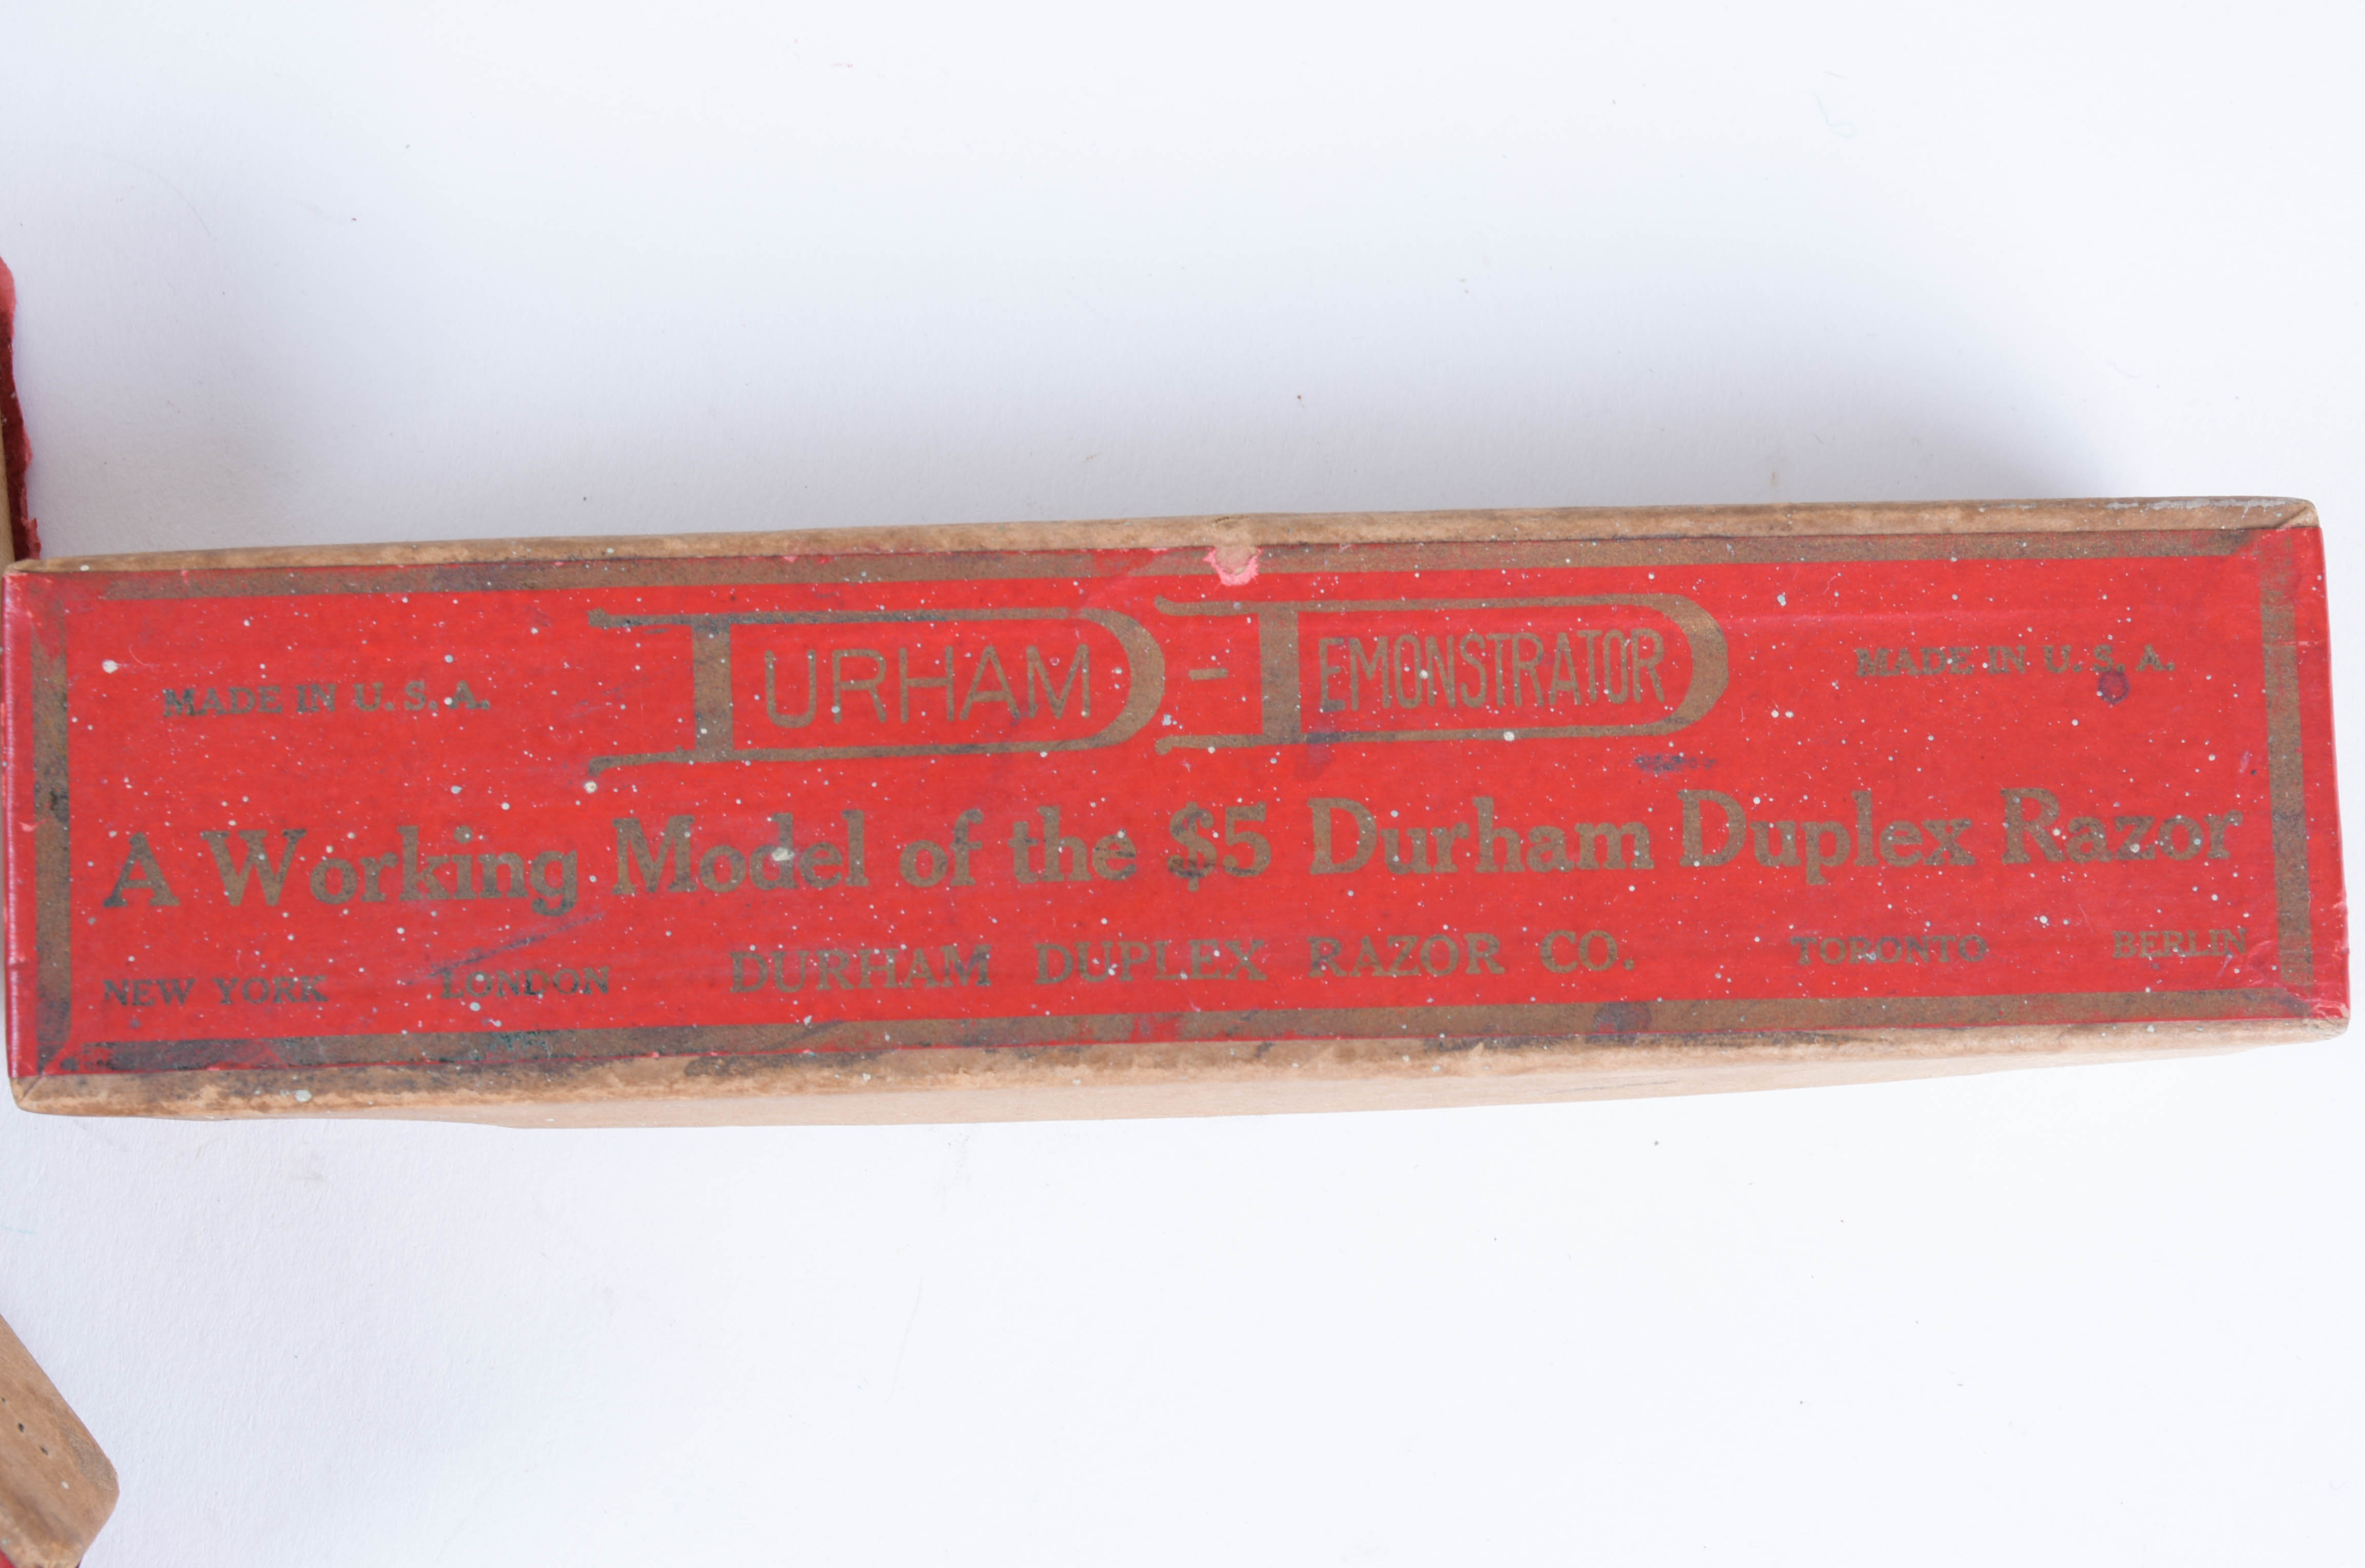 MADE IN U. S. A. DURHAM - DEMONSTRATOR MADE IN U. S. A.
A Working Model of the $5 Durham Duplex Razor
NEW YORK LONDON DURHAM DUPLEX RAZOR CO. TORONTO BERLIN